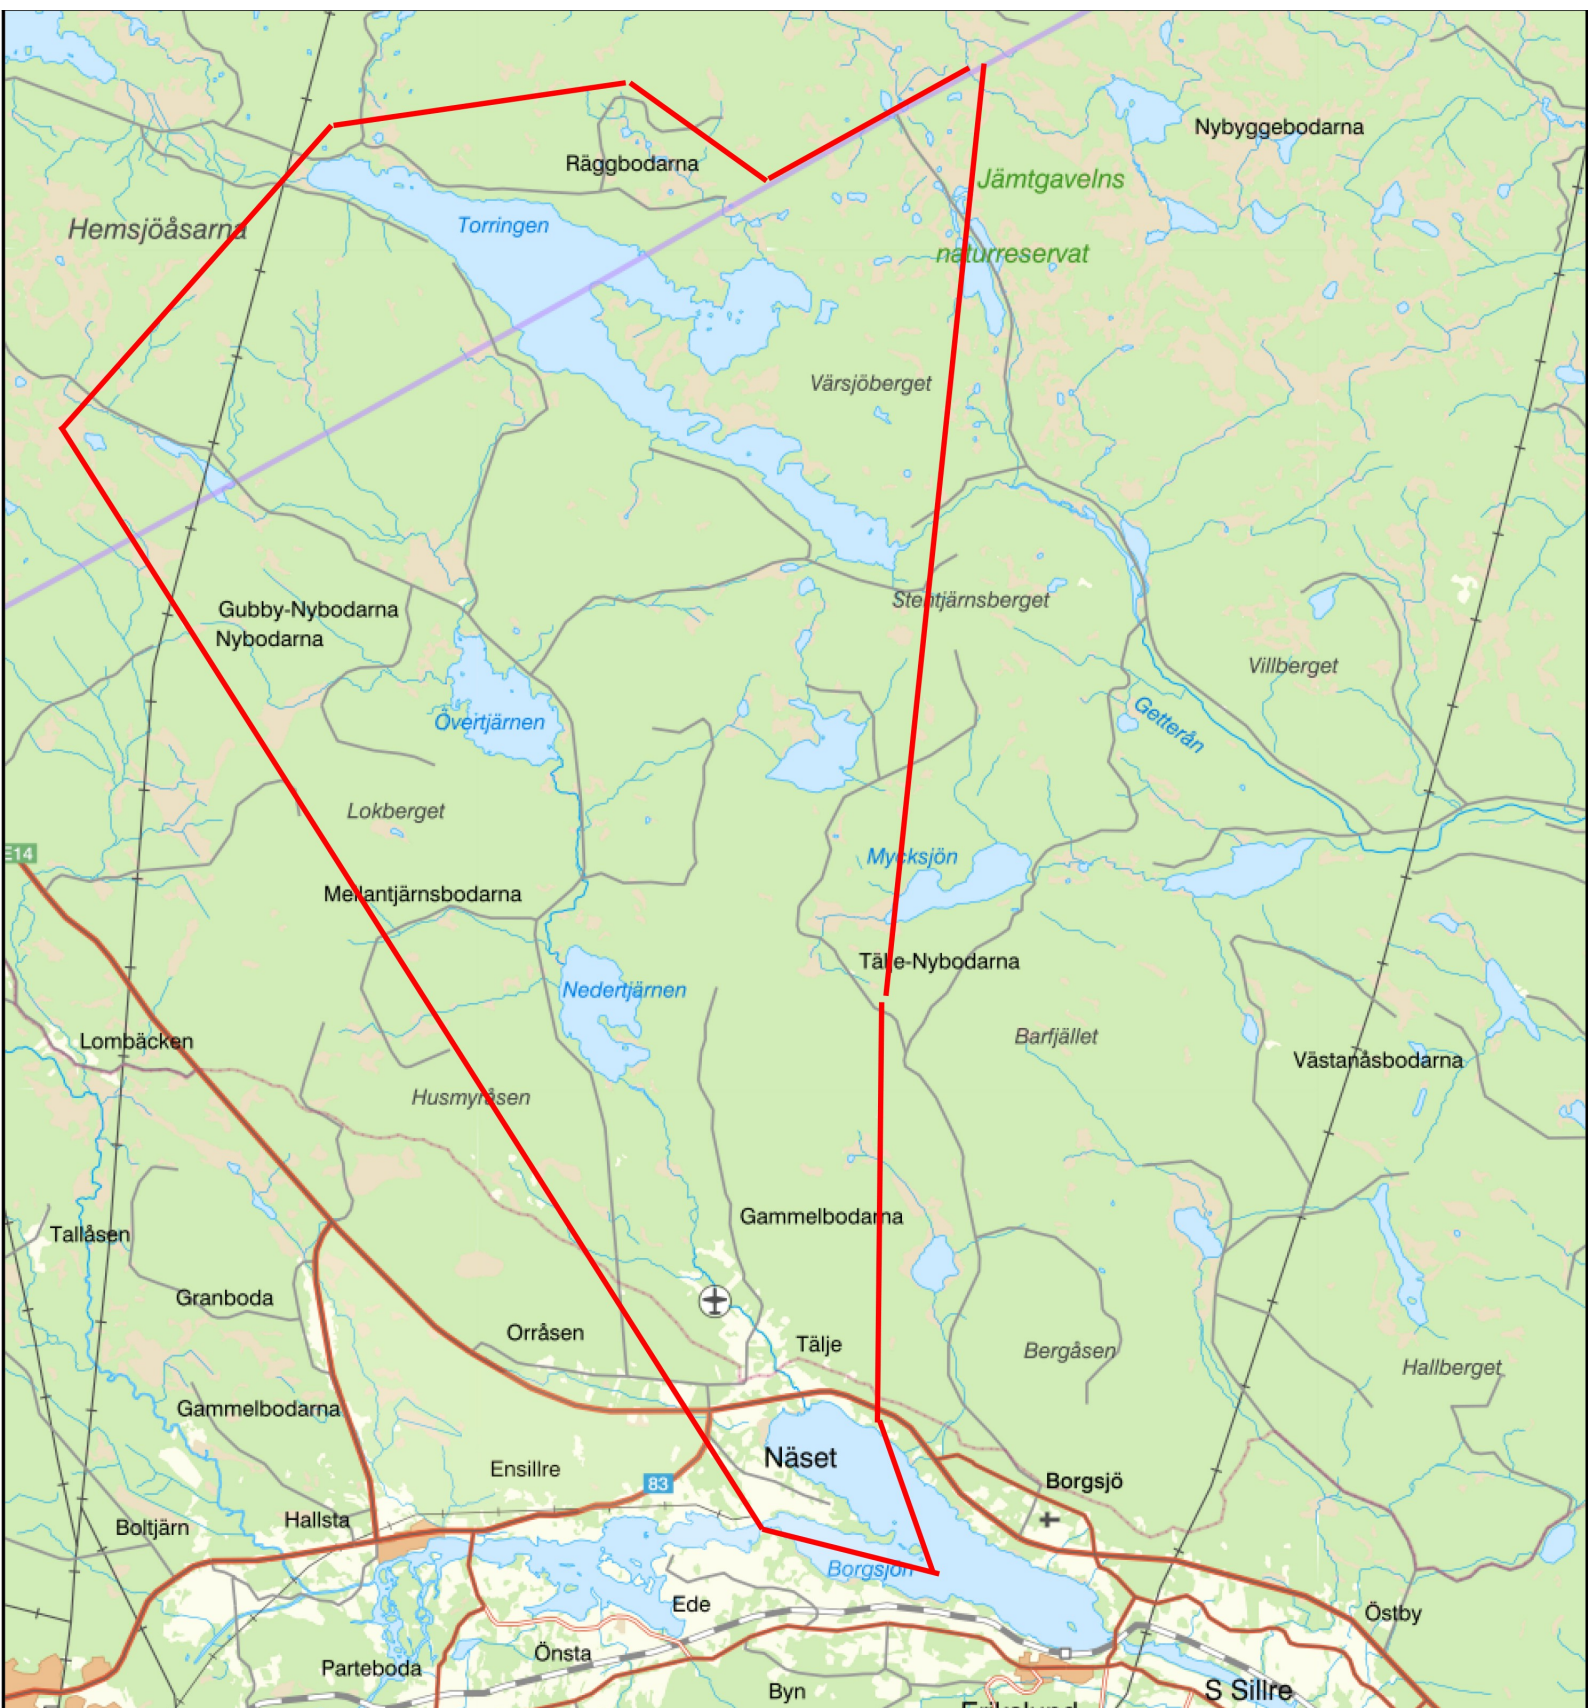 Nybyggebodarna
Räggbodarna
Jämtgavelns
naturreservat
Hemsjöåsarna
Torringen
Värsjöberget
Stentjärnsberget
Gubby-Nybodarna
Nybodarna
Villberget
Övertjärnen
Getterån
Lokberget
E14
Mycksjön
Mellantjärnsbodarna
Tälje-Nybodarna
Nedertjärnen
Lombäcken
Barfjället
Västanåsbodarna
Husmyråsen
Gammelbodarna
Tallåsen
Granboda
Orråsen
Tälje
Bergåsen
Hallberget
Gammelbodarna
Näset
Ensillre
83
Borgsjö
Hallsta
Boltjärn
Borgsjön
Ede
Östby
Önsta
Parteboda
Byn
S Sillre